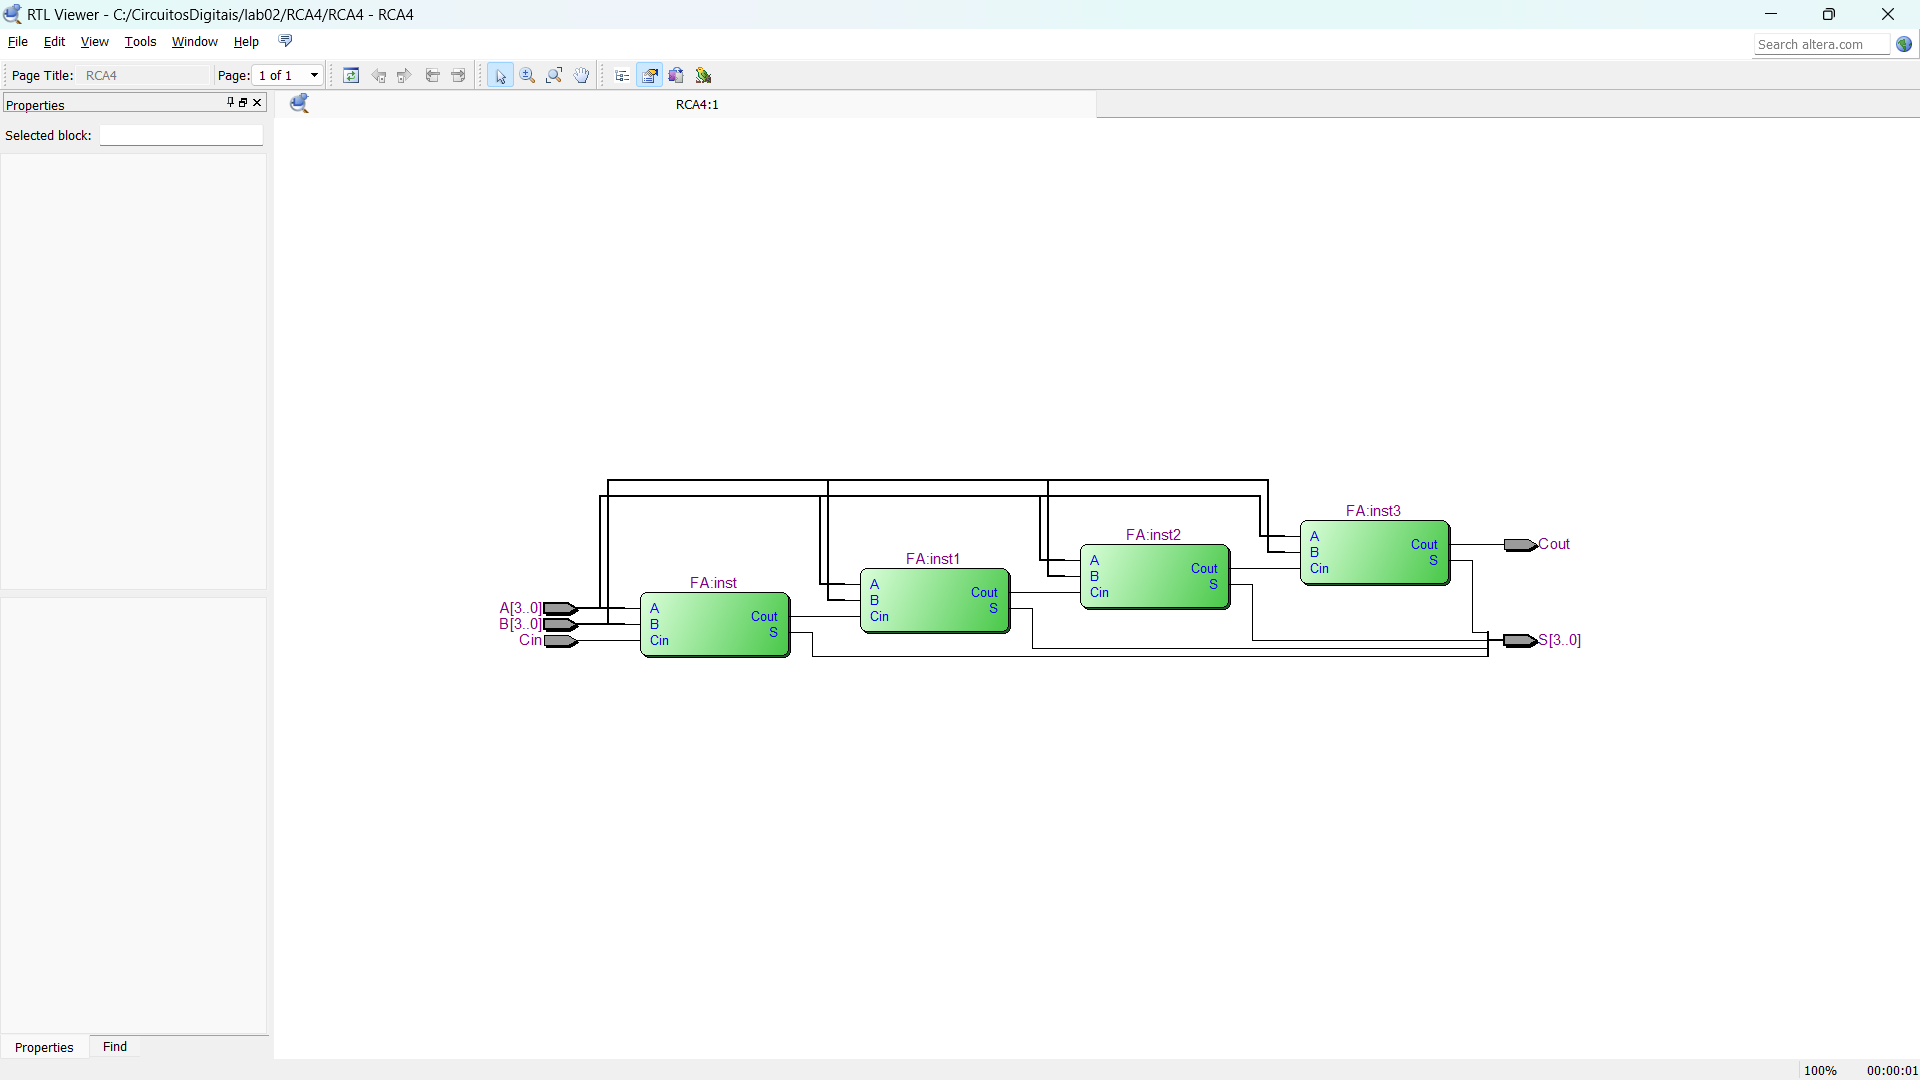 RTL Viewer - C:/CircuitosDigitais/lab02/RCA4/RCA4 - RCA4
File Edit View Tools Window Help
Search altera.com
Page Title: RCA4 Page: 1 of 1
Properties
RCA4:1
Selected block:
FA:inst3
A
B
Cin
Cout
S
Cout
FA:inst2
A
B
Cin
Cout
S
FA:inst1
A
B
Cin
Cout
S
FA:inst
A
B
Cin
Cout
S
A[3..0]
B[3..0]
Cin
S[3..0]
Properties Find
100% 00:00:01